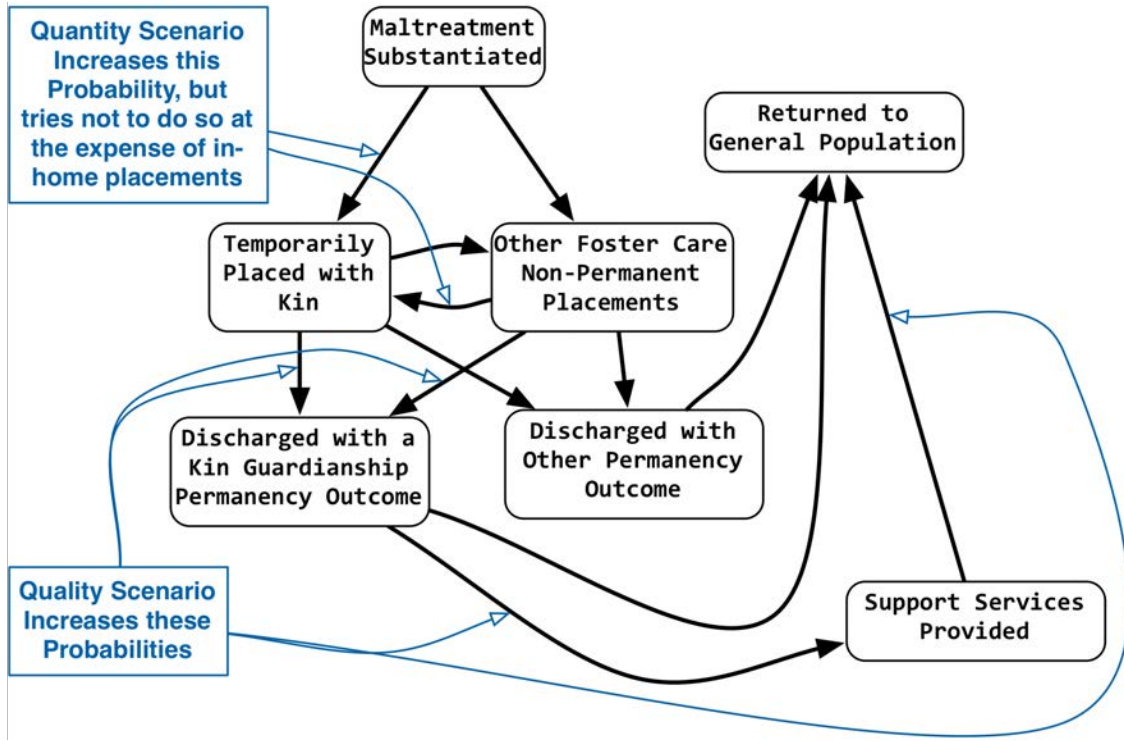 Quantity Scenario
Increases this
Probability, but
tries not to do so at
the expense of in-
home placements
Maltreatment
Substantiated
Returned to
General Population
Temporarily
Placed with
Kin
Other Foster Care
Non-Permanent
Placements
Discharged with a
Kin Guardianship
Permanency Outcome
Discharged with
Other Permanency
Outcome
Quality Scenario
Increases these
Probabilities
Support Services
Provided